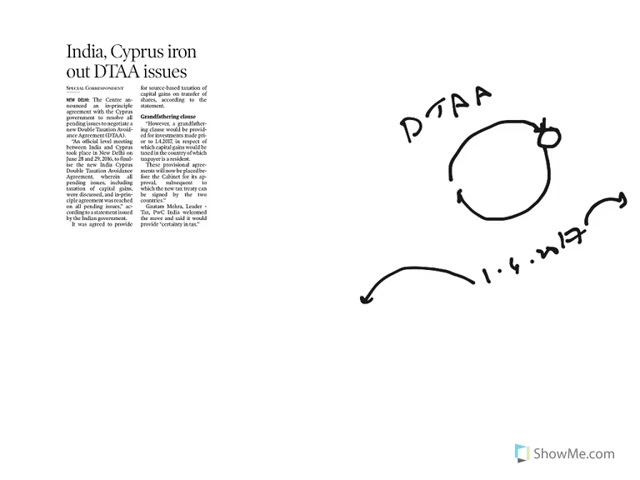 India, Cyprus iron
out DTAA issues
SPECIAL CORRESPONDENT
NEW DELHI: The Centre an-
nounced an in-principle
agreement with the Cyprus
government to resolve all
pending issues to negotiate a
new Double Taxation Avoid-
ance Agreement (DTAA).
"An official level meeting
between India and Cyprus
took place in New Delhi on
June 28 and 29, 2016, to final-
ise the new India Cyprus
Double Taxation Avoidance
Agreement, wherein all
pending issues, including
taxation of capital gains,
were discussed, and in-prin-
ciple agreement was reached
on all pending issues," ac-
cording to a statement issued
by the Indian government.
It was agreed to provide
for source-based taxation of
capital gains on transfer of
shares, according to the
statement.
Grandfathering clause
"However, a grandfather-
ing clause would be provid-
ed for investments made pri-
or to 1.4.2017, in respect of
which capital gains would be
taxed in the country of which
taxpayer is a resident.
"These provisional agree-
ments will now be placed be-
fore the Cabinet for its ap-
proval, subsequent to
which the new tax treaty can
be signed by the two
countries."
Gautam Mehra, Leader -
Tax, PwC India welcomed
the move and said it would
provide "certainty in tax."
DTAA
1.4.2017
ShowMe.com